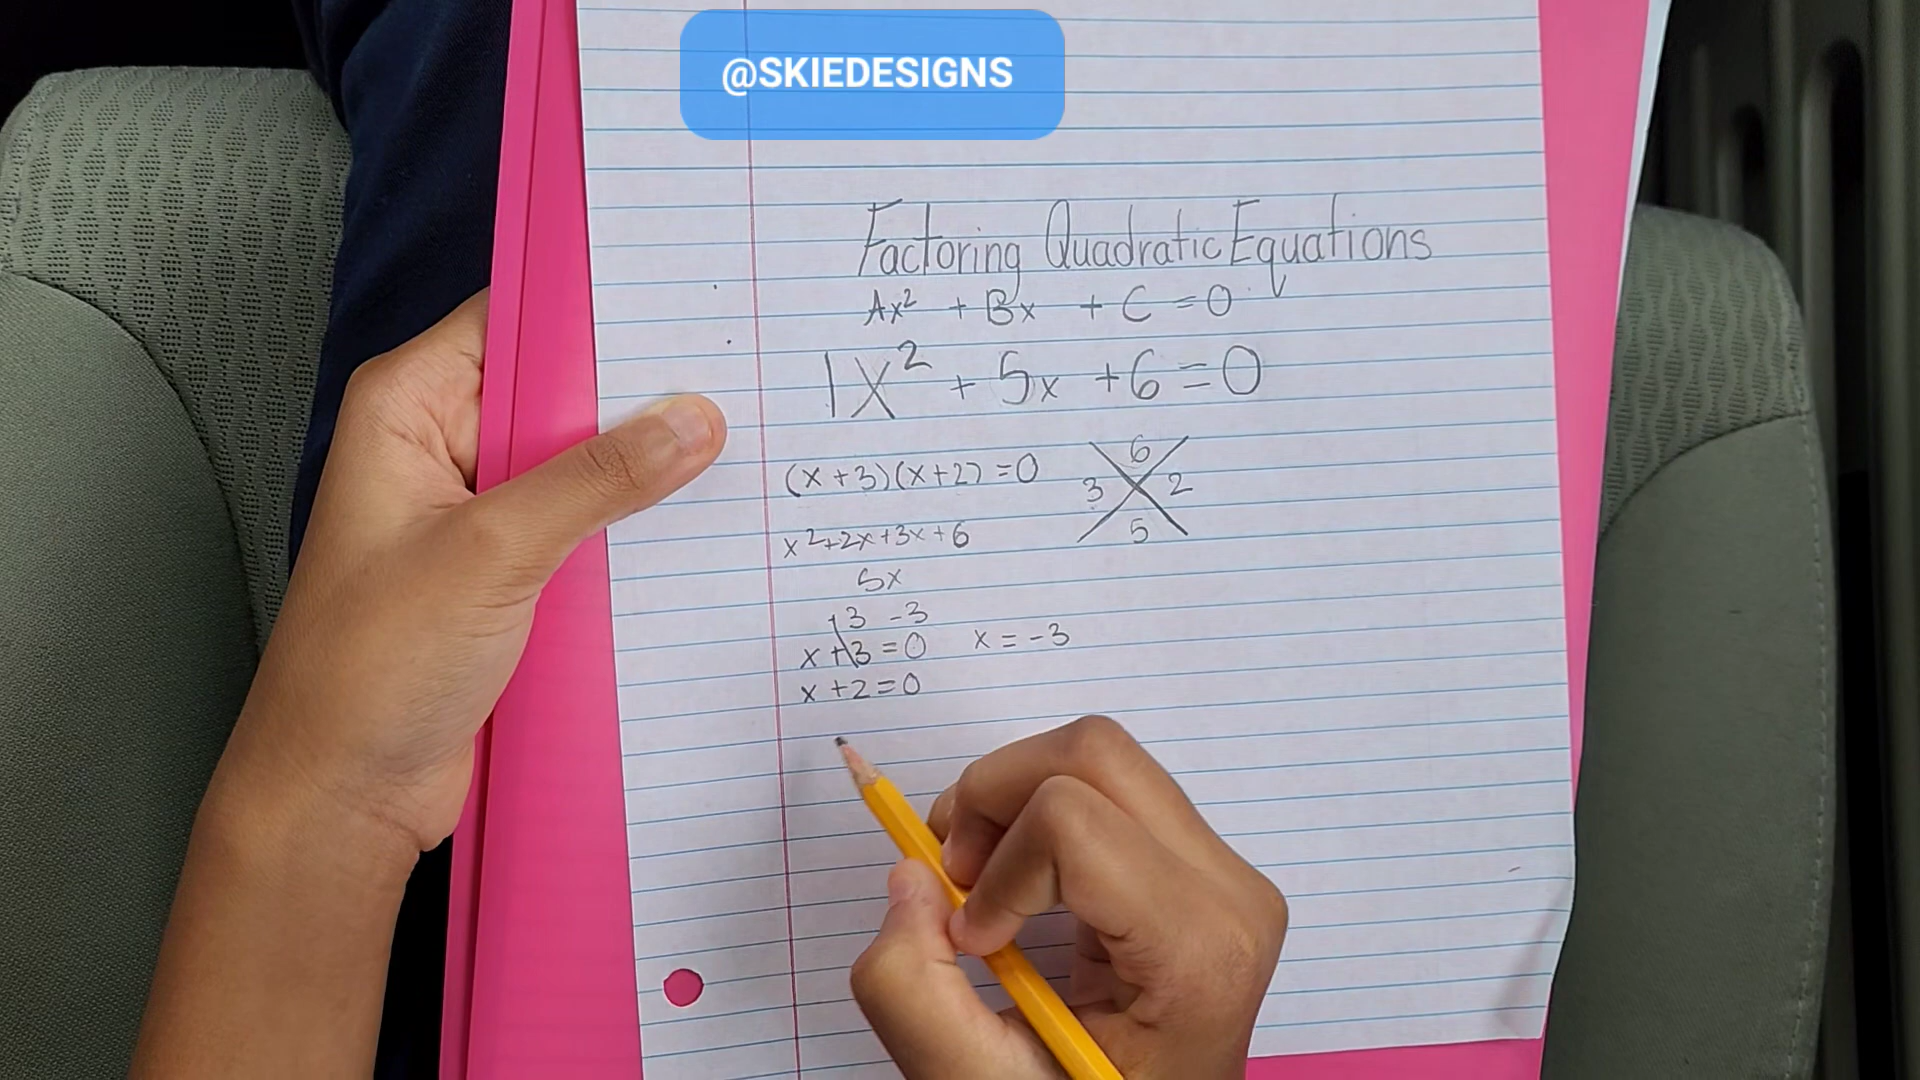 @SKIEDESIGNS
Factoring Quadratic Equations
Ax² + Bx + C = 0
1x² + 5x + 6 = 0
(x + 3)(x + 2) = 0
6
3 2
5
x² + 2x + 3x + 6
5x
-3 -3
x + 3 = 0 x = -3
x + 2 = 0